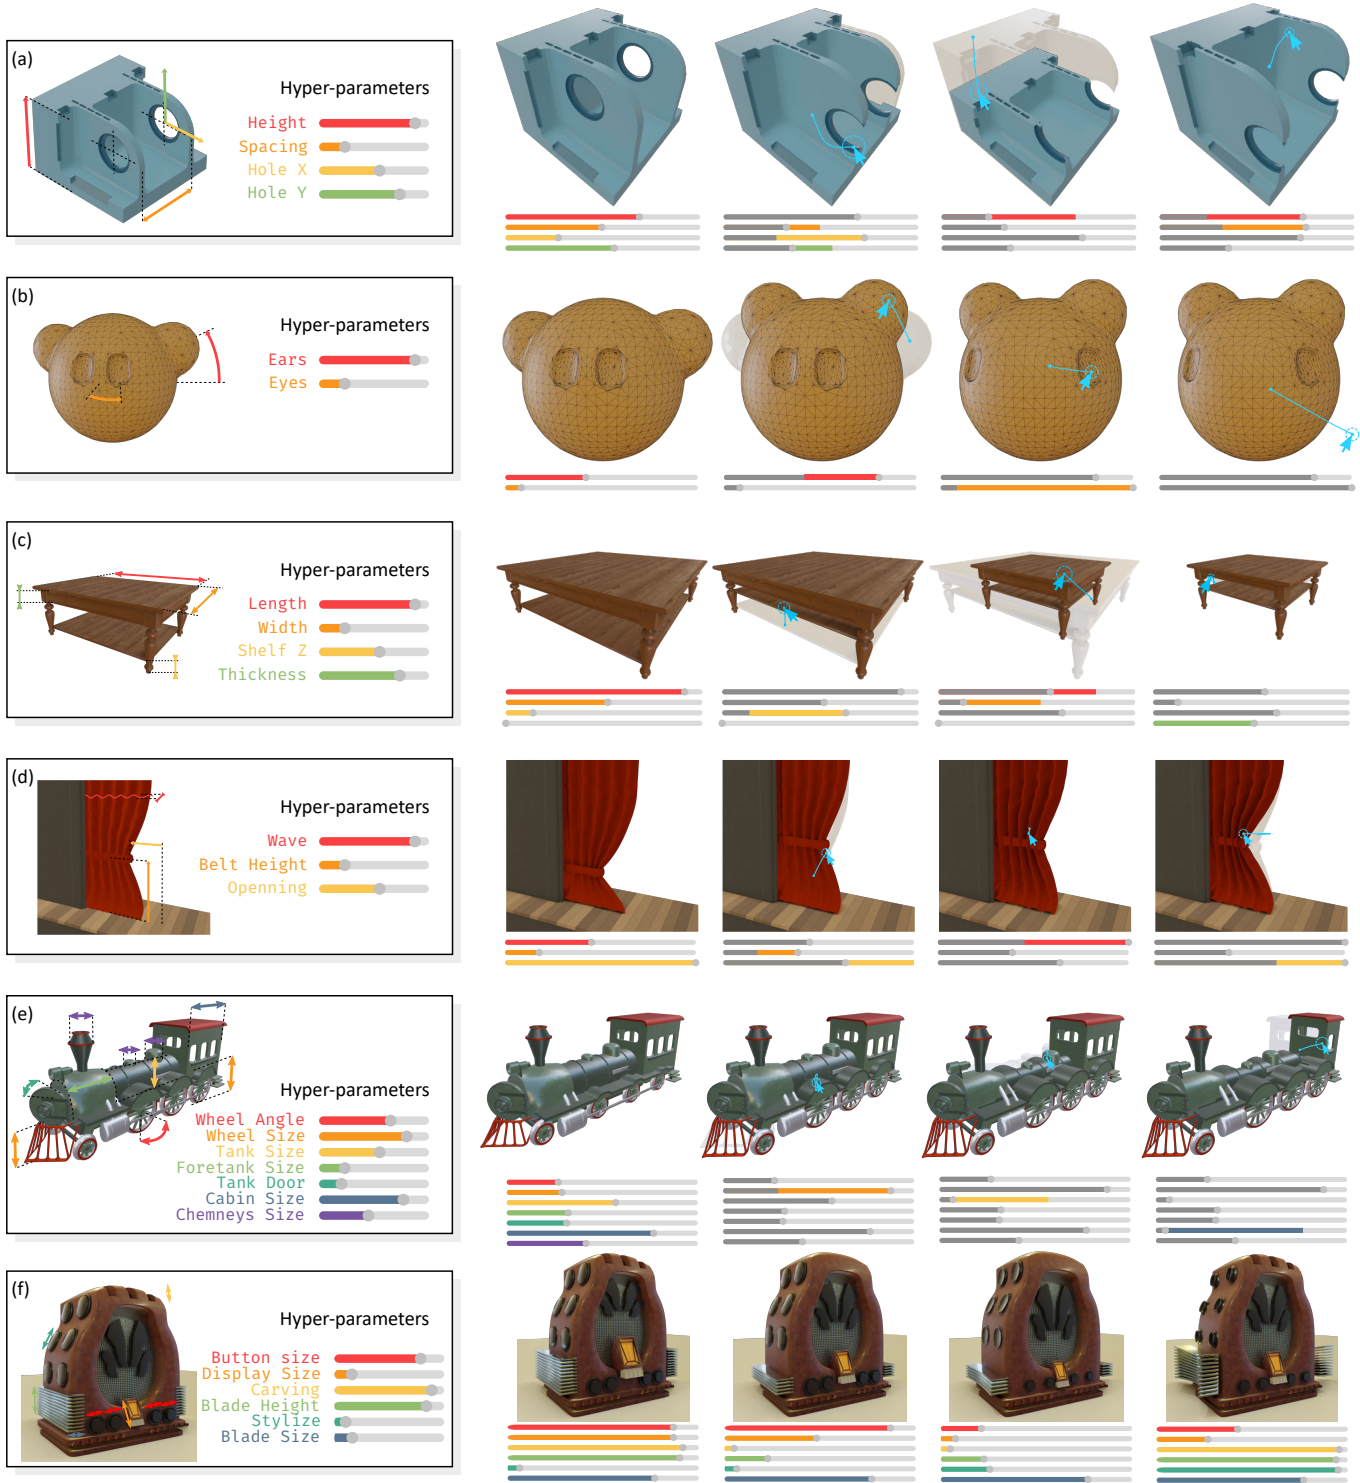 (a)
Hyper-parameters
Height
Spacing
Hole X
Hole Y
(b)
Hyper-parameters
Ears
Eyes
(c)
Hyper-parameters
Length
Width
Shelf Z
Thickness
(d)
Hyper-parameters
Wave
Belt Height
Openning
(e)
Hyper-parameters
Wheel Angle
Wheel Size
Tank Size
Foretank Size
Tank Door
Cabin Size
Chemneys Size
(f)
Hyper-parameters
Button size
Display Size
Carving
Blade Height
Stylize
Blade Size